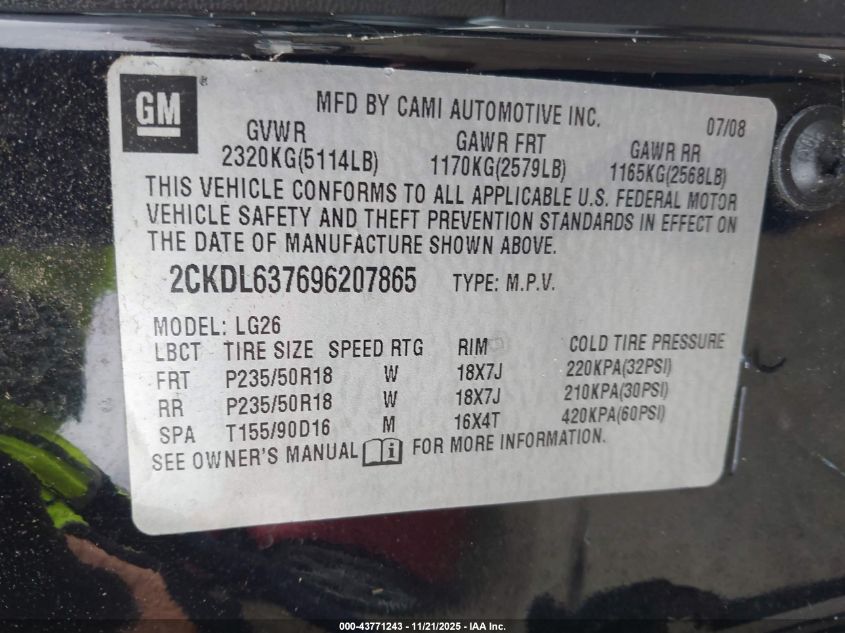 GM ®
MFD BY CAMI AUTOMOTIVE INC.
07/08
GVWR GAWR FRT GAWR RR
2320KG(5114LB) 1170KG(2579LB) 1165KG(2568LB)
THIS VEHICLE CONFORMS TO ALL APPLICABLE U.S. FEDERAL MOTOR
VEHICLE SAFETY AND THEFT PREVENTION STANDARDS IN EFFECT ON
THE DATE OF MANUFACTURE SHOWN ABOVE.
2CKDL637696207865 TYPE: M.P.V.
MODEL: LG26
LBCT TIRE SIZE SPEED RTG RIM COLD TIRE PRESSURE
FRT P235/50R18 W 18X7J 220KPA(32PSI)
RR P235/50R18 W 18X7J 210KPA(30PSI)
SPA T155/90D16 M 16X4T 420KPA(60PSI)
SEE OWNER'S MANUAL i FOR MORE INFORMATION.
000-43771243 - 11/21/2025 - IAA Inc.